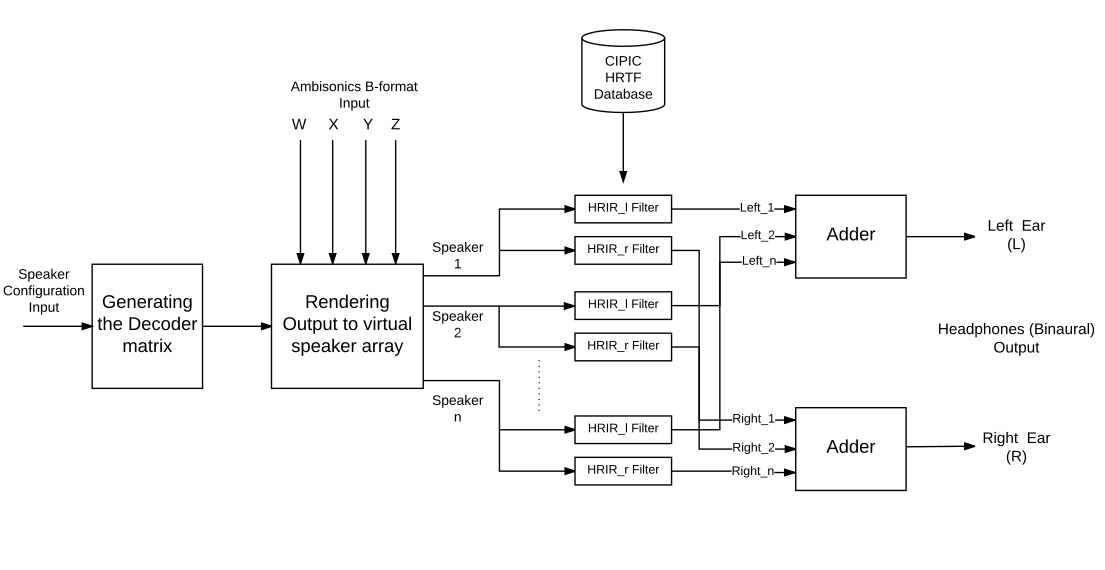 CIPIC
HRTF
Database
Ambisonics B-format
Input
W X Y Z
HRIR_l Filter
Left_1
HRIR_r Filter
Left_2
Left_n
Adder
Left Ear
(L)
Speaker
1
Speaker
Configuration
Input
Generating
the Decoder
matrix
Rendering
Output to virtual
speaker array
HRIR_l Filter
Speaker
2
HRIR_r Filter
Headphones (Binaural)
Output
Speaker
n
HRIR_l Filter
Right_1
HRIR_r Filter
Right_2
Right_n
Adder
Right Ear
(R)